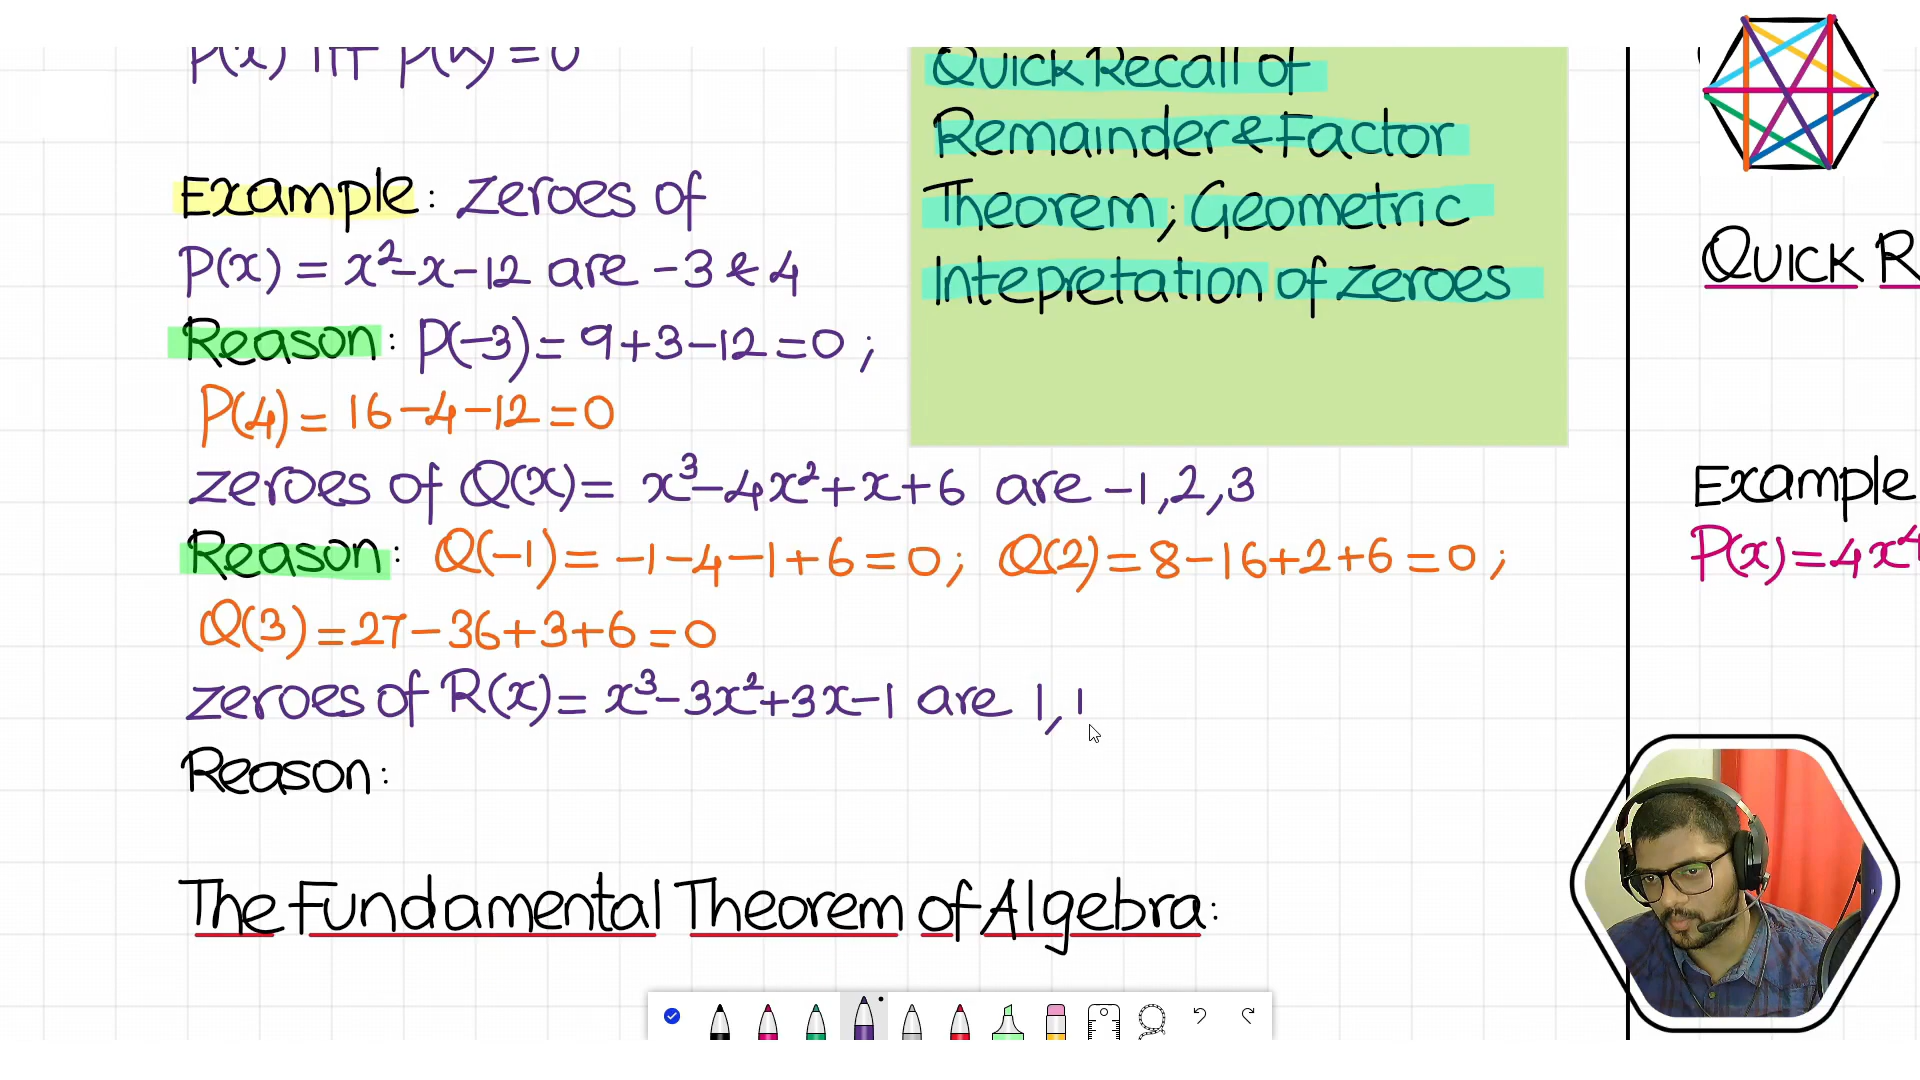 P(x) iff P(k) = 0
Example: zeroes of
P(x) = x²-x-12 are -3 & 4
Reason: P(-3) = 9+3-12=0 ;
P(4) = 16-4-12=0
zeroes of Q(x) = x³-4x²+x+6 are -1,2,3
Reason: Q(-1) = -1-4-1+6=0; Q(2)=8-16+2+6=0;
Q(3)=27-36+3+6=0
zeroes of R(x)= x³-3x²+3x-1 are 1,1
Reason:
The Fundamental Theorem of Algebra:
Quick Recall of
Remainder & Factor
Theorem; Geometric
Intepretation of zeroes
Quick R
Example
P(x)=4x⁴